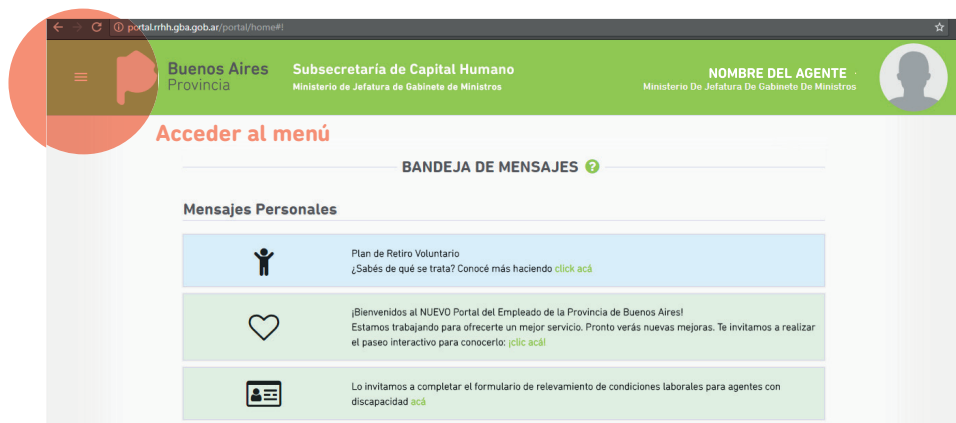 portal.rrhh.gba.gob.ar/portal/home#!
Buenos Aires
Provincia
Subsecretaría de Capital Humano
Ministerio de Jefatura de Gabinete de Ministros
NOMBRE DEL AGENTE
Ministerio De Jefatura De Gabinete De Ministros
Acceder al menú
BANDEJA DE MENSAJES ?
Mensajes Personales
Plan de Retiro Voluntario
¿Sabés de qué se trata? Conocé más haciendo click acá
¡Bienvenidos al NUEVO Portal del Empleado de la Provincia de Buenos Aires!
Estamos trabajando para ofrecerte un mejor servicio. Pronto verás nuevas mejoras. Te invitamos a realizar
el paseo interactivo para conocerlo: ¡clic acá!
Lo invitamos a completar el formulario de relevamiento de condiciones laborales para agentes con
discapacidad acá